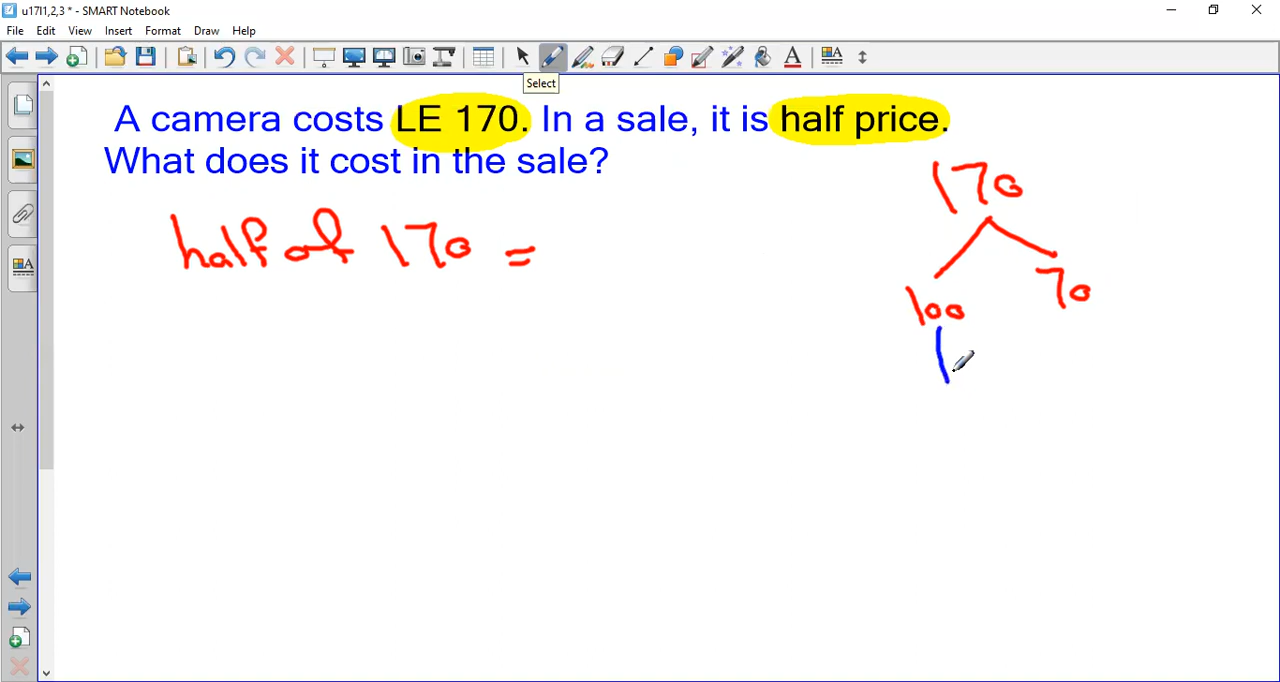 u17l1,2,3 * - SMART Notebook
File Edit View Insert Format Draw Help
Select
A camera costs LE 170. In a sale, it is half price.
What does it cost in the sale?
170
half of 170 =
100 70